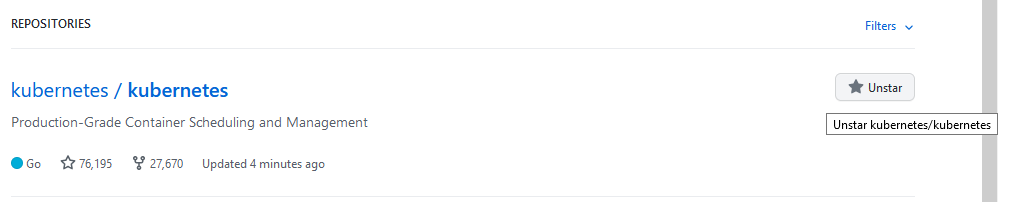 REPOSITORIES
Filters
kubernetes / kubernetes
Unstar
Production-Grade Container Scheduling and Management
Unstar kubernetes/kubernetes
Go 76,195 27,670 Updated 4 minutes ago